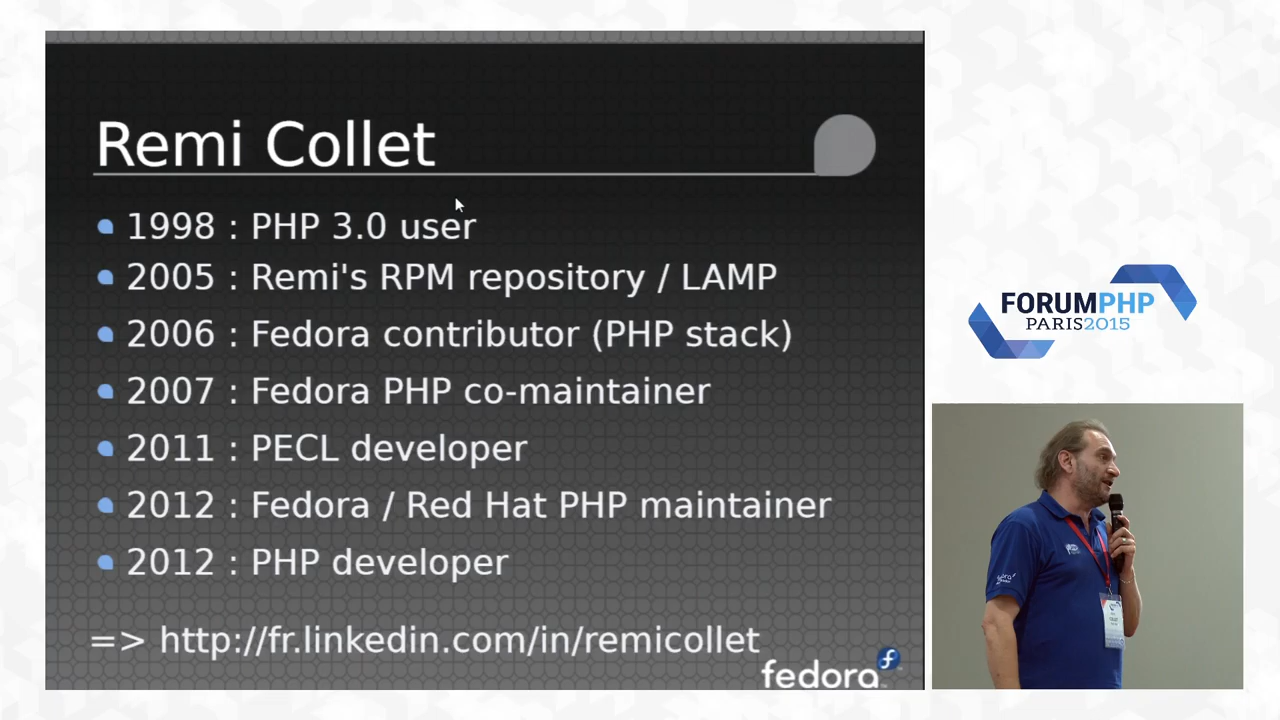 Remi Collet
1998 : PHP 3.0 user
2005 : Remi's RPM repository / LAMP
2006 : Fedora contributor (PHP stack)
2007 : Fedora PHP co-maintainer
2011 : PECL developer
2012 : Fedora / Red Hat PHP maintainer
2012 : PHP developer
=> http://fr.linkedin.com/in/remicollet
fedora
FORUMPHP
PARIS2015